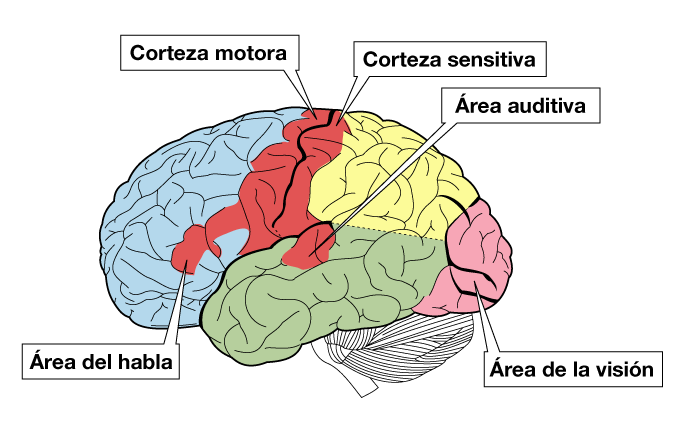 Corteza motora
Corteza sensitiva
Área auditiva
Área del habla
Área de la visión